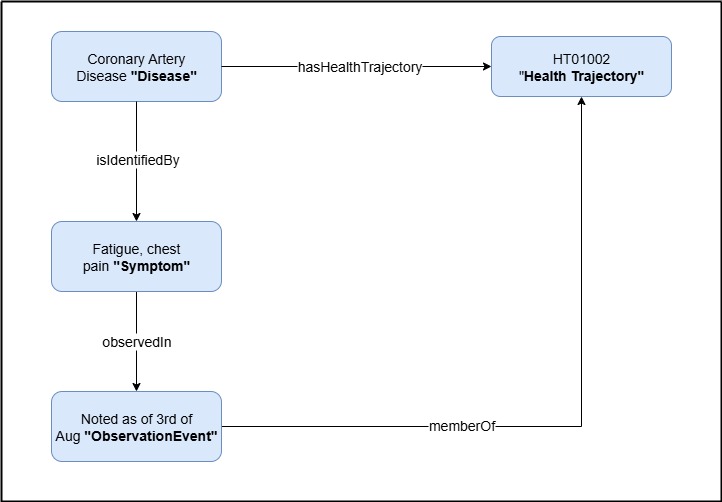 Coronary Artery
Disease "Disease"
hasHealthTrajectory
HT01002
"Health Trajectory"
isIdentifiedBy
Fatigue, chest
pain "Symptom"
observedIn
Noted as of 3rd of
Aug "ObservationEvent"
memberOf